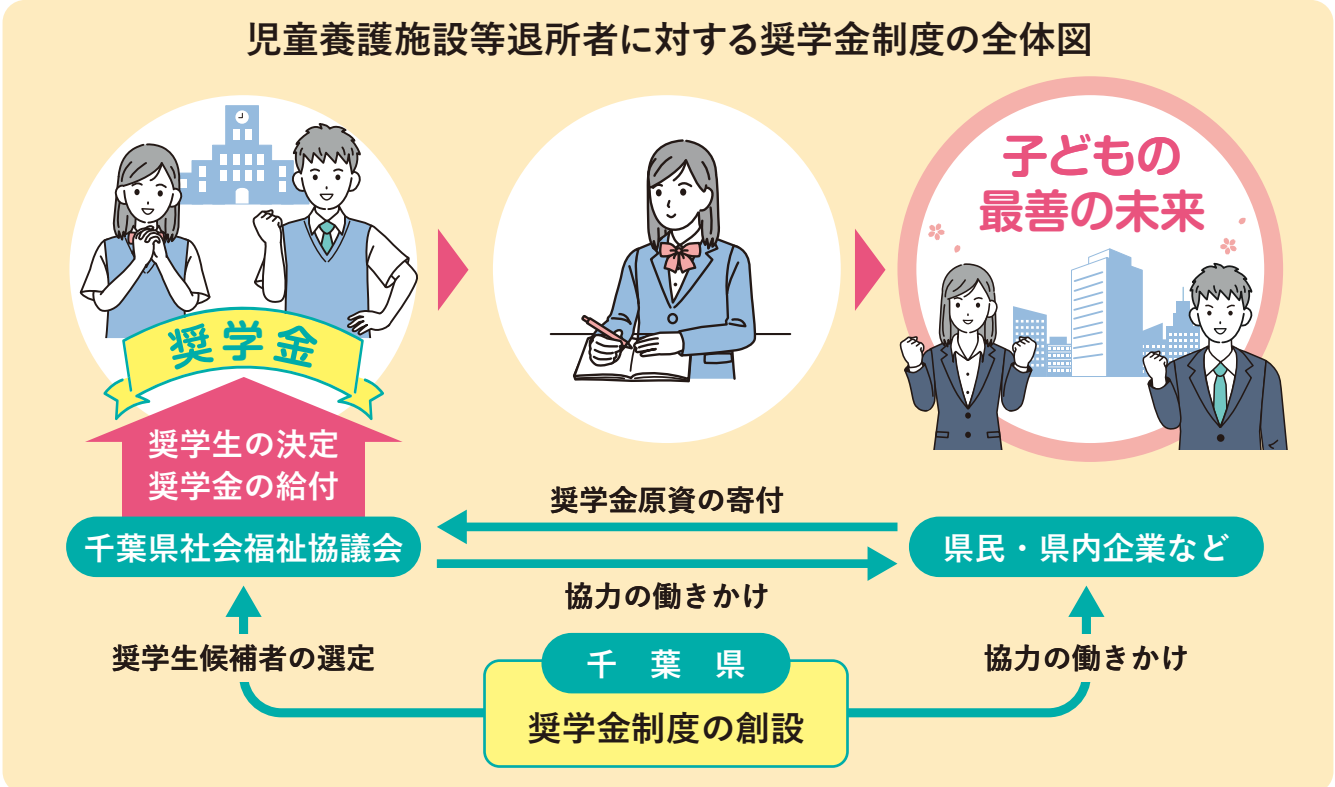 児童養護施設等退所者に対する奨学金制度の全体図
子どもの
最善の未来
奨学金
奨学生の決定
奨学金の給付
千葉県社会福祉協議会
奨学金原資の寄付
協力の働きかけ
県民・県内企業など
奨学生候補者の選定
協力の働きかけ
千葉県
奨学金制度の創設